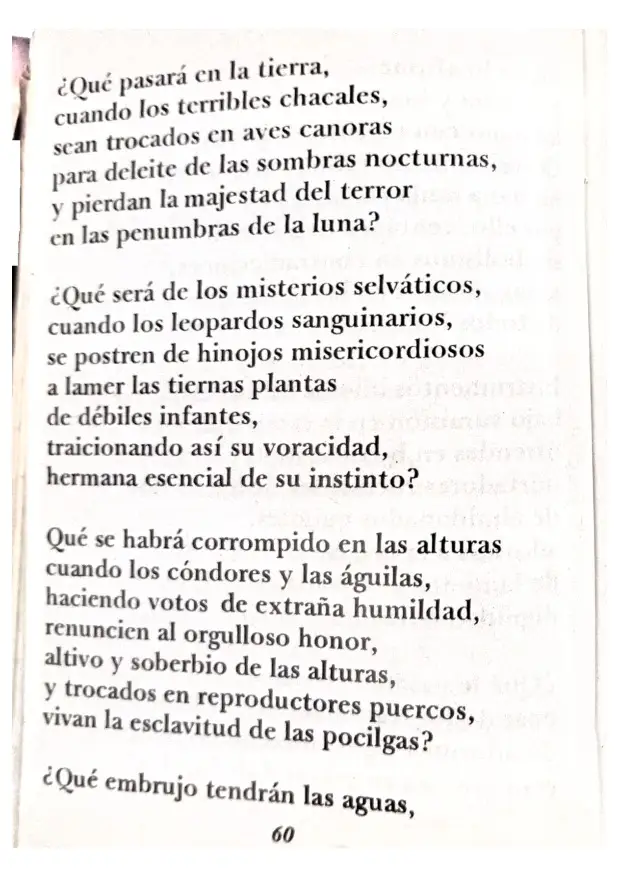 ¿Qué pasará en la tierra,
cuando los terribles chacales,
sean trocados en aves canoras
para deleite de las sombras nocturnas,
y pierdan la majestad del terror
en las penumbras de la luna?
¿Qué será de los misterios selváticos,
cuando los leopardos sanguinarios,
se postren de hinojos misericordiosos
a lamer las tiernas plantas
de débiles infantes,
traicionando así su voracidad,
hermana esencial de su instinto?
Qué se habrá corrompido en las alturas
cuando los cóndores y las águilas,
haciendo votos de extraña humildad,
renuncien al orgulloso honor,
altivo y soberbio de las alturas,
y trocados en reproductores puercos,
vivan la esclavitud de las pocilgas?
¿Qué embrujo tendrán las aguas,
60